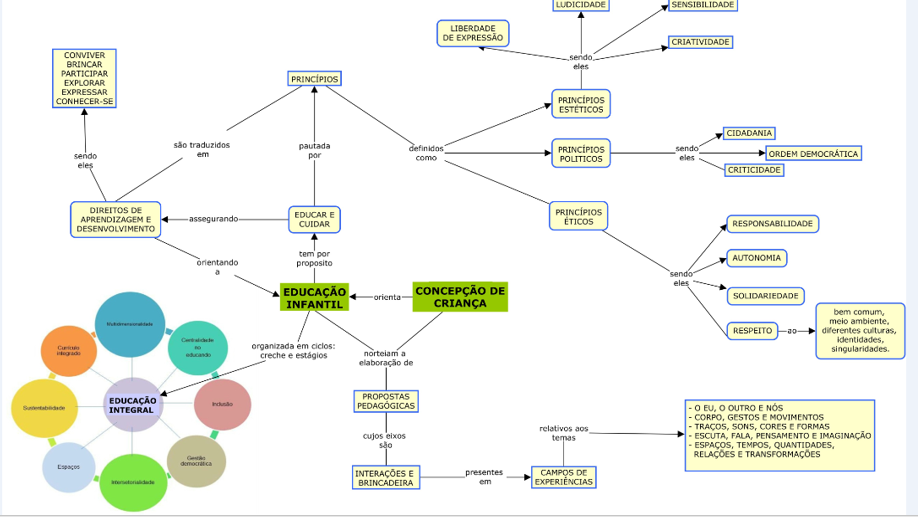 LUDICIDADE
SENSIBILIDADE
LIBERDADE
DE EXPRESSÃO
CRIATIVIDADE
sendo
eles
CONVIVER
BRINCAR
PARTICIPAR
EXPLORAR
EXPRESSAR
CONHECER-SE
PRINCÍPIOS
PRINCÍPIOS
ESTÉTICOS
são traduzidos
em
pautada
por
definidos
como
PRINCÍPIOS
POLITICOS
sendo
eles
CIDADANIA
ORDEM DEMOCRÁTICA
CRITICIDADE
sendo
eles
DIREITOS DE
APRENDIZAGEM E
DESENVOLVIMENTO
assegurando
EDUCAR E
CUIDAR
PRINCÍPIOS
ÉTICOS
RESPONSABILIDADE
AUTONOMIA
sendo
eles
SOLIDARIEDADE
RESPEITO
ao
bem comum,
meio ambiente,
diferentes culturas,
identidades,
singularidades.
orientando
a
tem por
proposito
EDUCAÇÃO
INFANTIL
orienta
CONCEPÇÃO DE
CRIANÇA
organizada em ciclos:
creche e estágios
norteiam a
elaboração de
Multidimensionalidade
Currículo
integrado
Centralidade
no
educando
Sustentabilidade
EDUCAÇÃO
INTEGRAL
Inclusão
Espaços
Gestão
democrática
Intersetorialidade
PROPOSTAS
PEDAGÓGICAS
cujos eixos
são
INTERAÇÕES E
BRINCADEIRA
presentes
em
CAMPOS DE
EXPERIÊNCIAS
relativos aos
temas
- O EU, O OUTRO E NÓS
- CORPO, GESTOS E MOVIMENTOS
- TRAÇOS, SONS, CORES E FORMAS
- ESCUTA, FALA, PENSAMENTO E IMAGINAÇÃO
- ESPAÇOS, TEMPOS, QUANTIDADES,
RELAÇÕES E TRANSFORMAÇÕES